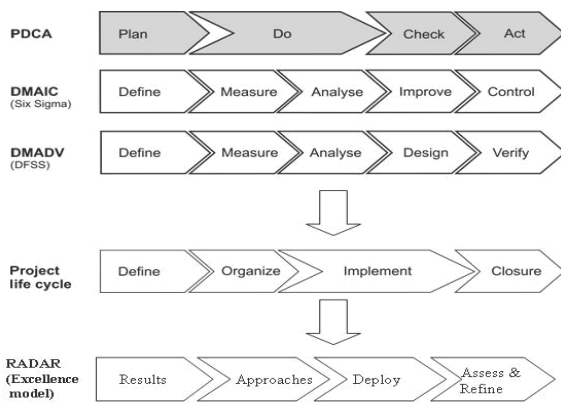 PDCA Plan Do Check Act
DMAIC Define Measure Analyse Improve Control
(Six Sigma)
DMADV Define Measure Analyse Design Verify
(DFSS)
Project
life cycle Define Organize Implement Closure
RADAR
(Excellence
model) Results Approaches Deploy Assess &
Refine